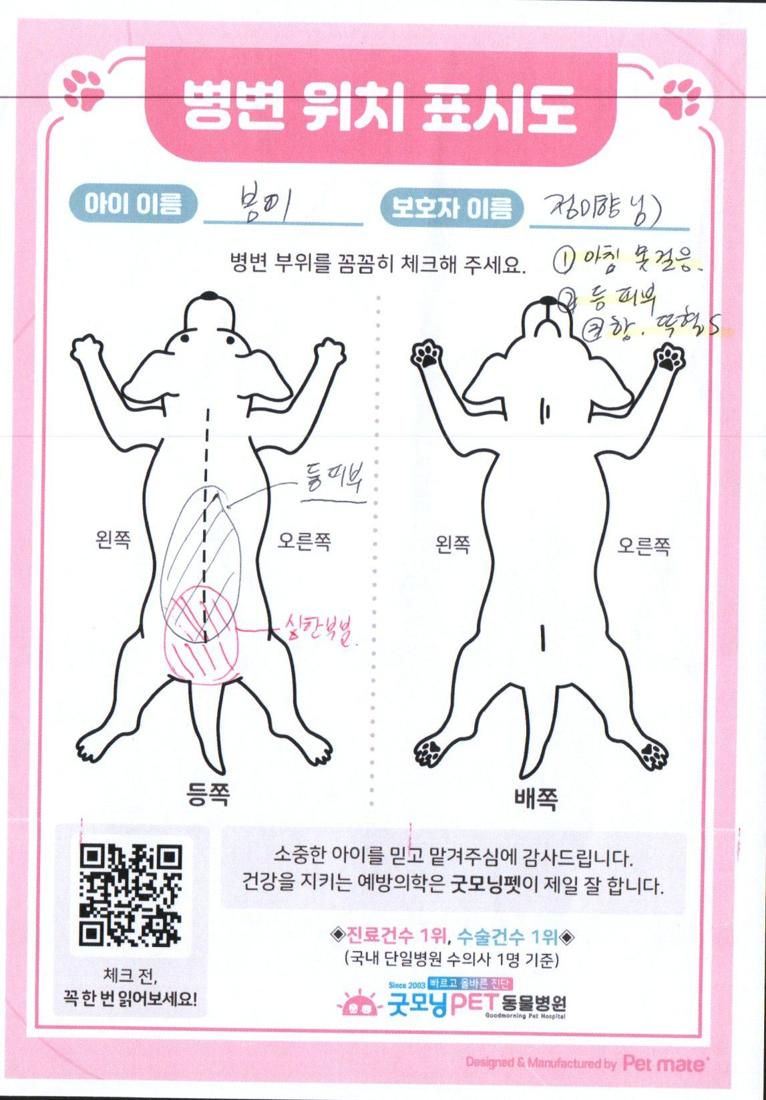 병변 위치 표시도
아이 이름 봄이
보호자 이름 정미향 님)
병변 부위를 꼼꼼히 체크해 주세요.
① 아침 못 걸음.
② 등 피부
③
등피부
왼쪽 오른쪽 왼쪽 오른쪽
심한부분.
등쪽 배쪽
소중한 아이를 믿고 맡겨주심에 감사드립니다.
건강을 지키는 예방의학은 굿모닝펫이 제일 잘 합니다.
◈진료건수 1위, 수술건수 1위◈
(국내 단일병원 수의사 1명 기준)
체크 전,
꼭 한 번 읽어보세요!
Since 2003 빠르고 올바른 진단
굿모닝PET동물병원
Goodmorning Pet Hospital
Designed & Manufactured by Pet mate